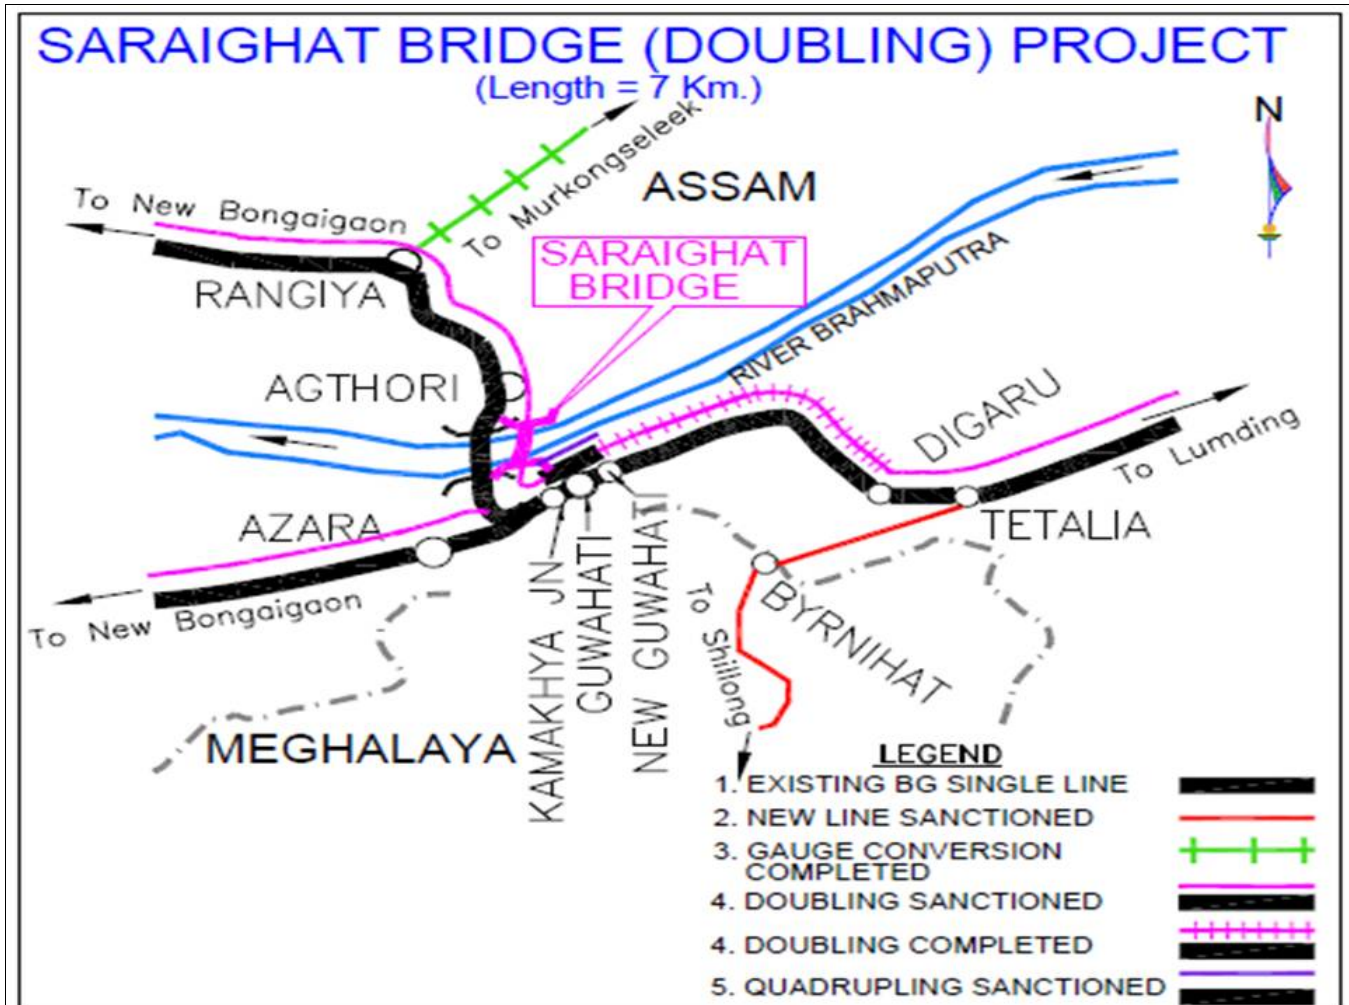 SARAIGHAT BRIDGE (DOUBLING) PROJECT
(Length = 7 Km.)
N
To Murkongseleek
ASSAM
To New Bongaigaon
SARAIGHAT
BRIDGE
RANGIYA
RIVER BRAHMAPUTRA
AGTHORI
DIGARU
To Lumding
AZARA
TETALIA
To New Bongaigaon
KAMAKHYA JN
GUWAHATI
NEW GUWAHATI
To Shillong
BYRNIHAT
MEGHALAYA
LEGEND
1. EXISTING BG SINGLE LINE
2. NEW LINE SANCTIONED
3. GAUGE CONVERSION
COMPLETED
4. DOUBLING SANCTIONED
4. DOUBLING COMPLETED
5. QUADRUPLING SANCTIONED